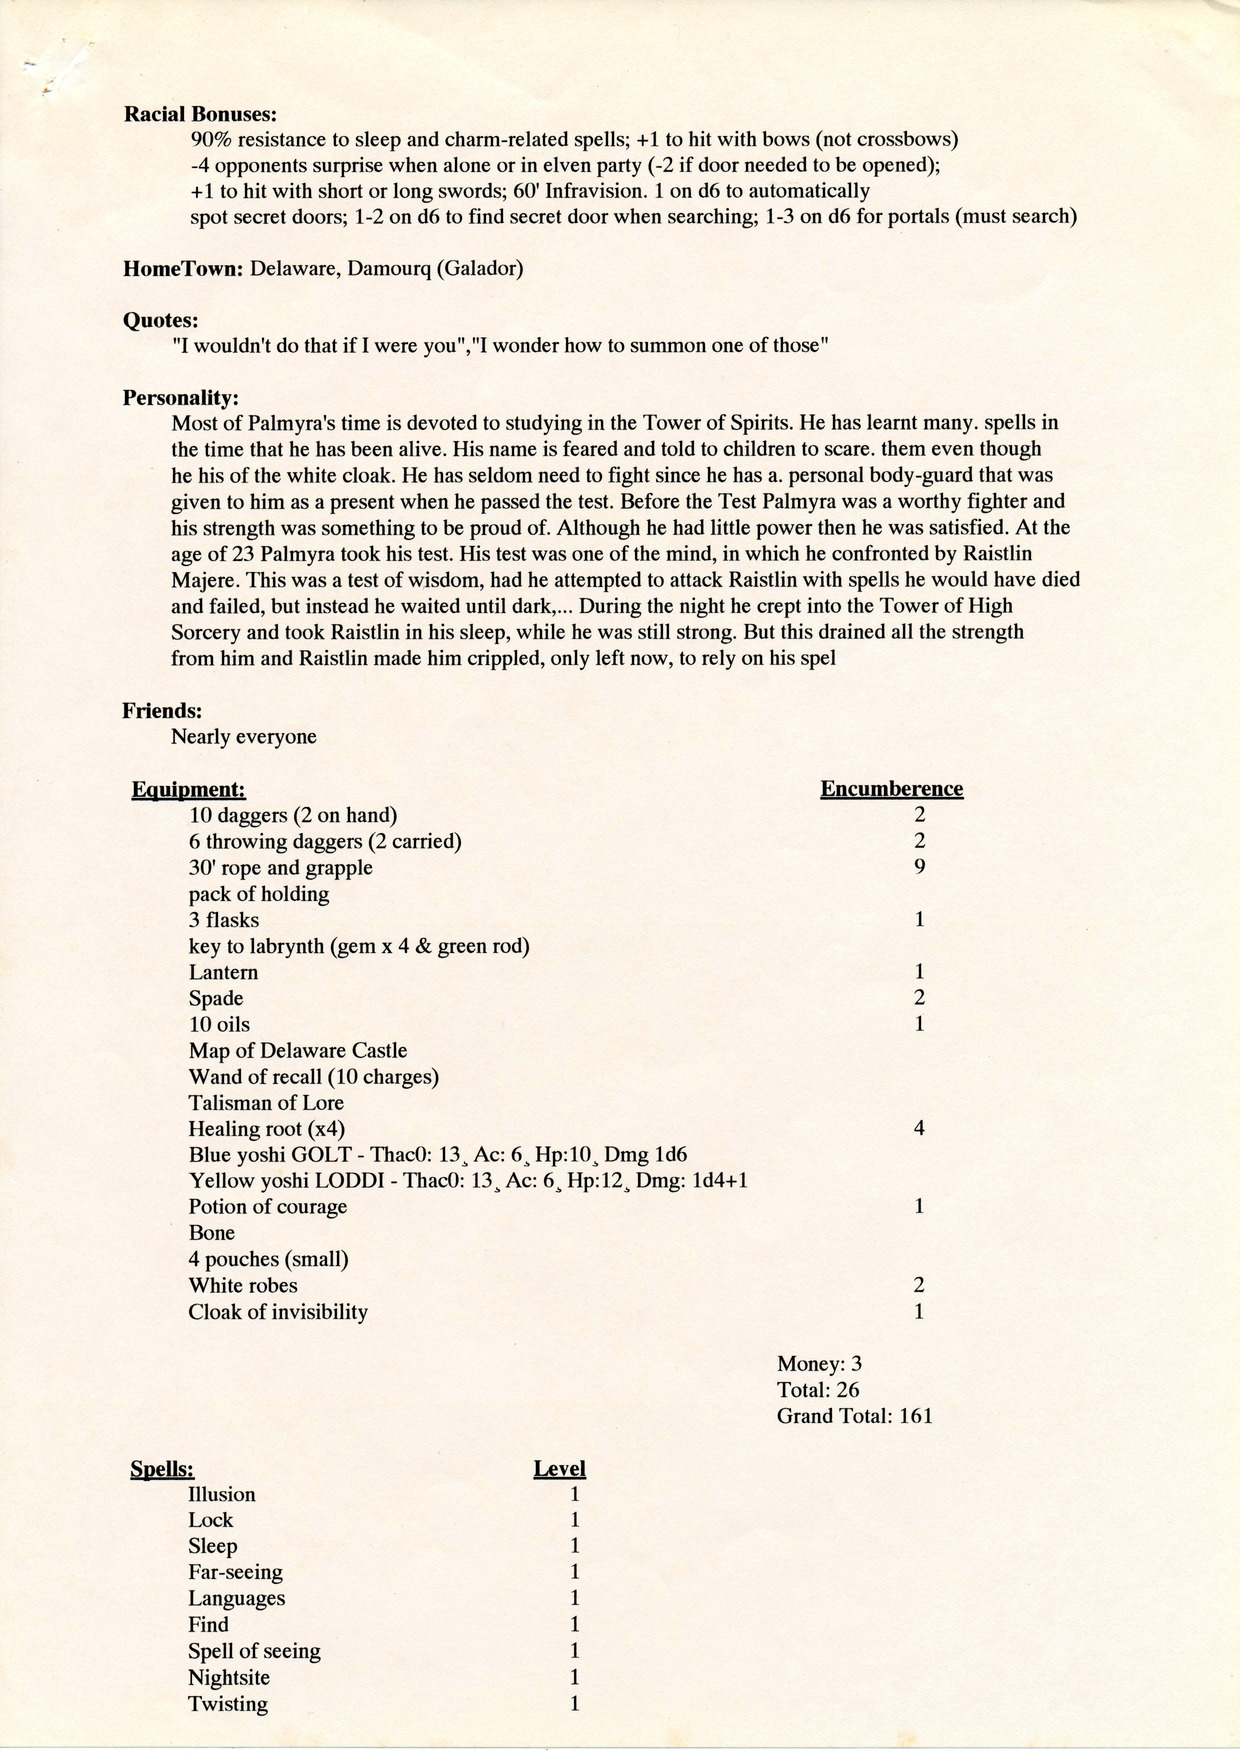 Racial Bonuses:
90% resistance to sleep and charm-related spells; +1 to hit with bows (not crossbows)
-4 opponents surprise when alone or in elven party (-2 if door needed to be opened);
+1 to hit with short or long swords; 60' Infravision. 1 on d6 to automatically
spot secret doors; 1-2 on d6 to find secret door when searching; 1-3 on d6 for portals (must search)
HomeTown: Delaware, Damourq (Galador)
Quotes:
"I wouldn't do that if I were you","I wonder how to summon one of those"
Personality:
Most of Palmyra's time is devoted to studying in the Tower of Spirits. He has learnt many. spells in
the time that he has been alive. His name is feared and told to children to scare. them even though
he his of the white cloak. He has seldom need to fight since he has a. personal body-guard that was
given to him as a present when he passed the test. Before the Test Palmyra was a worthy fighter and
his strength was something to be proud of. Although he had little power then he was satisfied. At the
age of 23 Palmyra took his test. His test was one of the mind, in which he confronted by Raistlin
Majere. This was a test of wisdom, had he attempted to attack Raistlin with spells he would have died
and failed, but instead he waited until dark,... During the night he crept into the Tower of High
Sorcery and took Raistlin in his sleep, while he was still strong. But this drained all the strength
from him and Raistlin made him crippled, only left now, to rely on his spel
Friends:
Nearly everyone
Equipment: Encumberence
10 daggers (2 on hand) 2
6 throwing daggers (2 carried) 2
30' rope and grapple 9
pack of holding
3 flasks 1
key to labrynth (gem x 4 & green rod)
Lantern 1
Spade 2
10 oils 1
Map of Delaware Castle
Wand of recall (10 charges)
Talisman of Lore
Healing root (x4) 4
Blue yoshi GOLT - Thac0: 13¸ Ac: 6¸ Hp:10¸ Dmg 1d6
Yellow yoshi LODDI - Thac0: 13¸ Ac: 6¸ Hp:12¸ Dmg: 1d4+1
Potion of courage 1
Bone
4 pouches (small)
White robes 2
Cloak of invisibility 1
Money: 3
Total: 26
Grand Total: 161
Spells: Level
Illusion 1
Lock 1
Sleep 1
Far-seeing 1
Languages 1
Find 1
Spell of seeing 1
Nightsite 1
Twisting 1